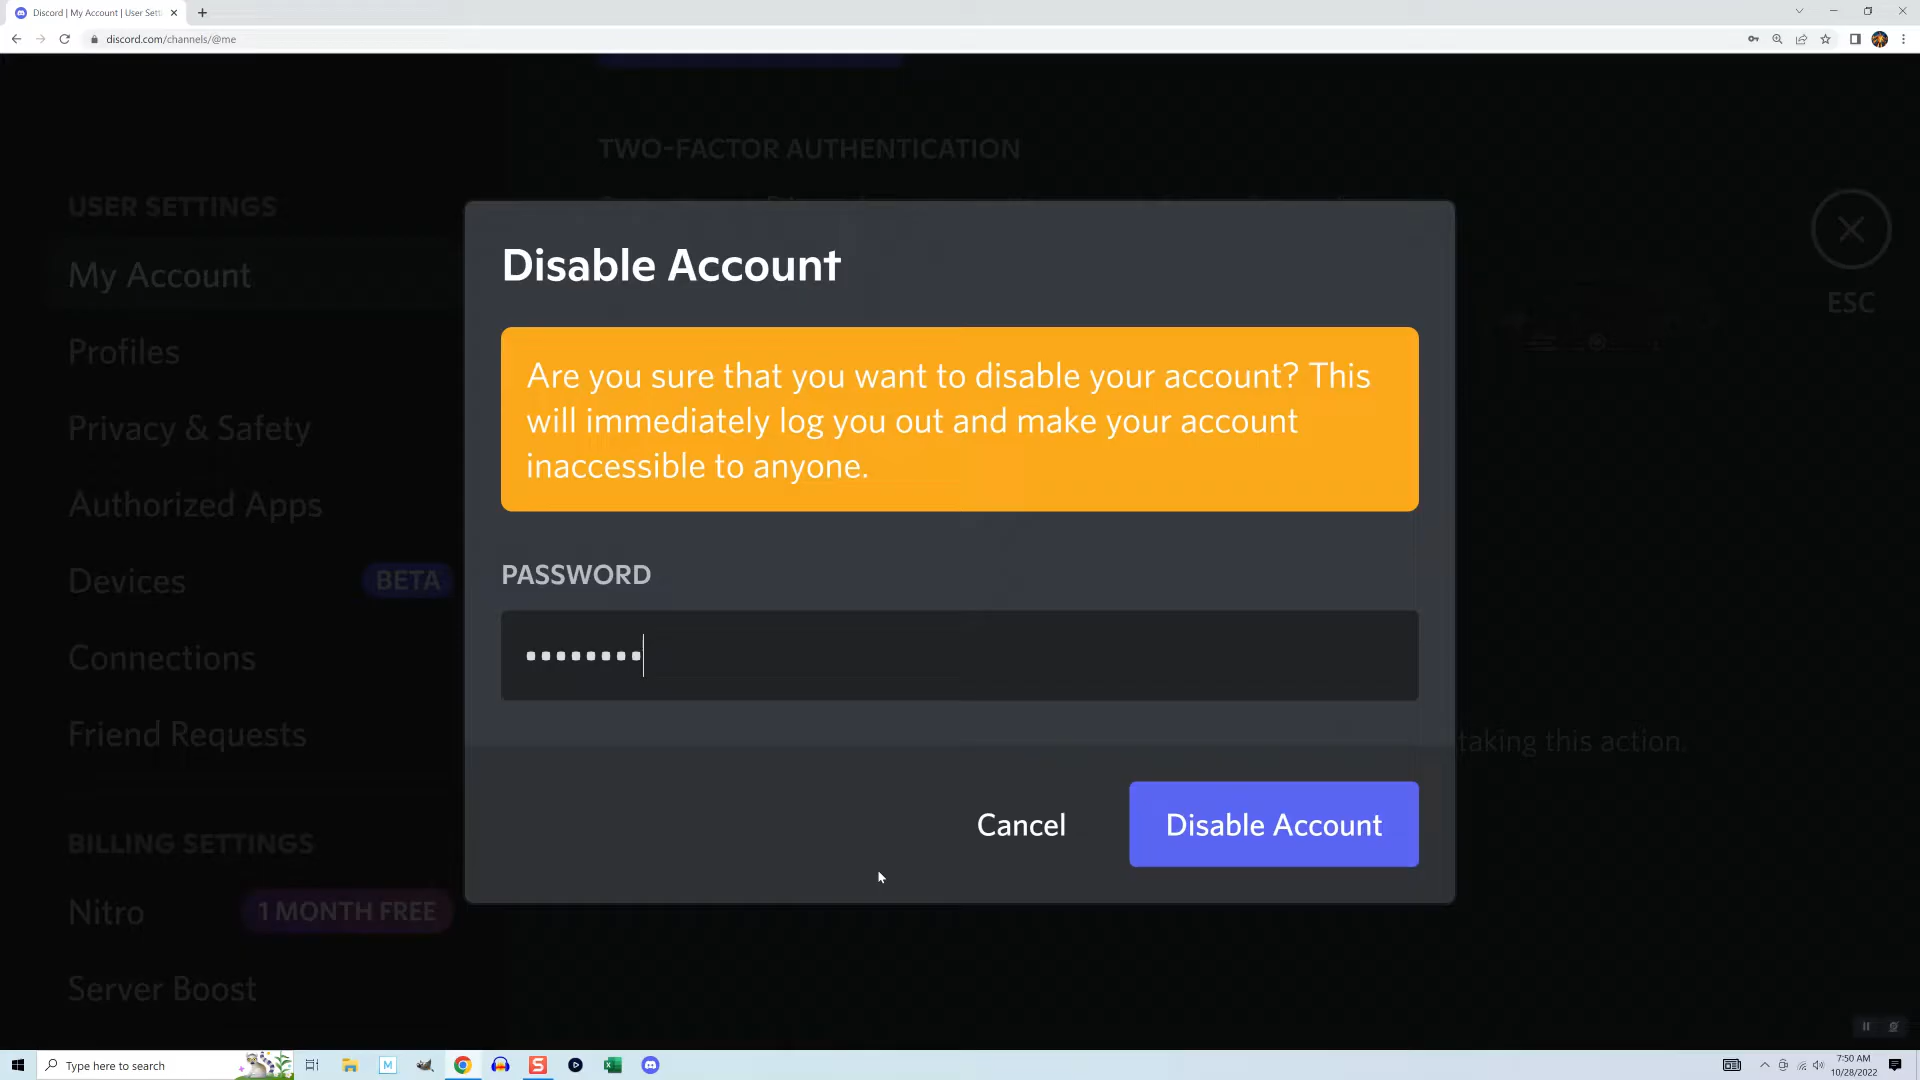 Discord | My Account | User Setti
discord.com/channels/@me
TWO-FACTOR AUTHENTICATION
USER SETTINGS
My Account
Profiles
Privacy & Safety
Authorized Apps
Devices
BETA
Connections
Friend Requests
BILLING SETTINGS
Nitro
1 MONTH FREE
Server Boost
Disable Account
Are you sure that you want to disable your account? This
will immediately log you out and make your account
inaccessible to anyone.
PASSWORD
Cancel
Disable Account
ESC
taking this action.
Type here to search
M
S
7:50 AM
10/28/2022